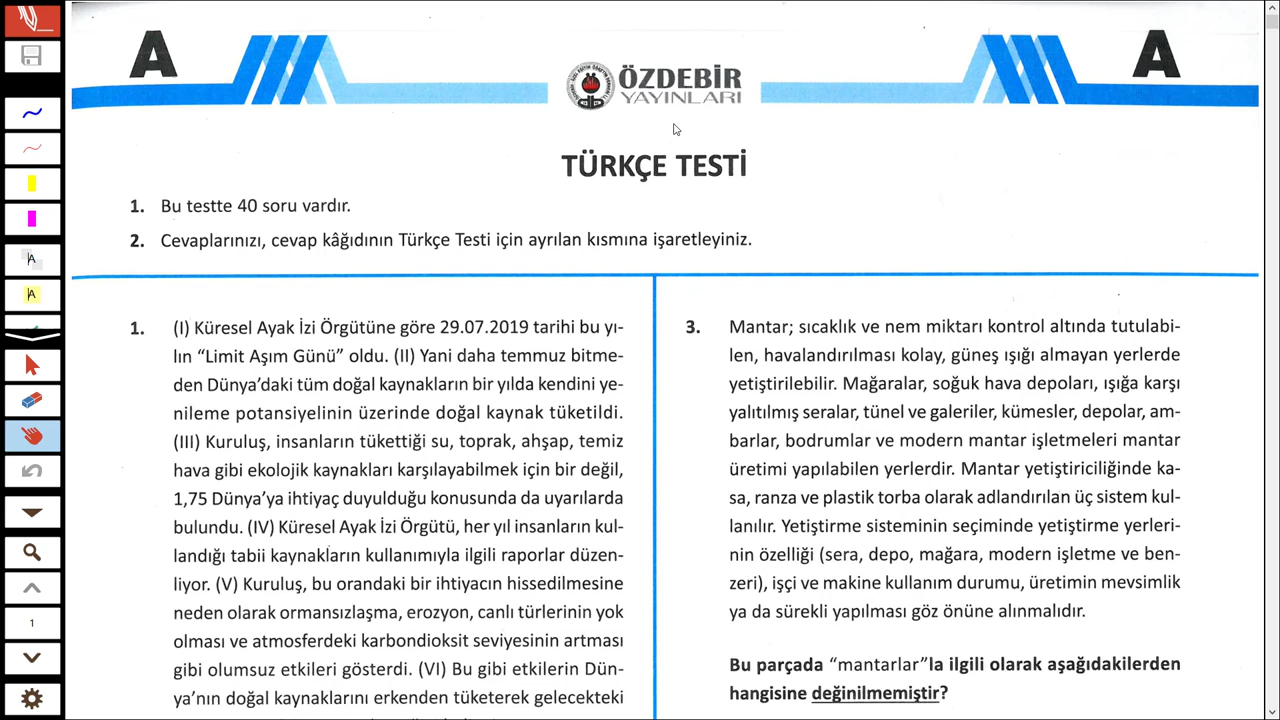 A
A
ÖZDEBİR
YAYINLARI
TÜRKÇE TESTİ
1. Bu testte 40 soru vardır.
2. Cevaplarınızı, cevap kâğıdının Türkçe Testi için ayrılan kısmına işaretleyiniz.
1. (I) Küresel Ayak İzi Örgütüne göre 29.07.2019 tarihi bu yı-
lın “Limit Aşım Günü” oldu. (II) Yani daha temmuz bitme-
den Dünya’daki tüm doğal kaynakların bir yılda kendini ye-
nileme potansiyelinin üzerinde doğal kaynak tüketildi.
(III) Kuruluş, insanların tükettiği su, toprak, ahşap, temiz
hava gibi ekolojik kaynakları karşılayabilmek için bir değil,
1,75 Dünya’ya ihtiyaç duyulduğu konusunda da uyarılarda
bulundu. (IV) Küresel Ayak İzi Örgütü, her yıl insanların kul-
landığı tabii kaynakların kullanımıyla ilgili raporlar düzen-
liyor. (V) Kuruluş, bu orandaki bir ihtiyacın hissedilmesine
neden olarak ormansızlaşma, erozyon, canlı türlerinin yok
olması ve atmosferdeki karbondioksit seviyesinin artması
gibi olumsuz etkileri gösterdi. (VI) Bu gibi etkilerin Dün-
ya’nın doğal kaynaklarını erkenden tüketerek gelecekteki
3. Mantar; sıcaklık ve nem miktarı kontrol altında tutulabi-
len, havalandırılması kolay, güneş ışığı almayan yerlerde
yetiştirilebilir. Mağaralar, soğuk hava depoları, ışığa karşı
yalıtılmış seralar, tünel ve galeriler, kümesler, depolar, am-
barlar, bodrumlar ve modern mantar işletmeleri mantar
üretimi yapılabilen yerlerdir. Mantar yetiştiriciliğinde ka-
sa, ranza ve plastik torba olarak adlandırılan üç sistem kul-
lanılır. Yetiştirme sisteminin seçiminde yetiştirme yerleri-
nin özelliği (sera, depo, mağara, modern işletme ve ben-
zeri), işçi ve makine kullanım durumu, üretimin mevsimlik
ya da sürekli yapılması göz önüne alınmalıdır.
Bu parçada “mantarlar”la ilgili olarak aşağıdakilerden
hangisine değinilmemiştir?
A
A
1